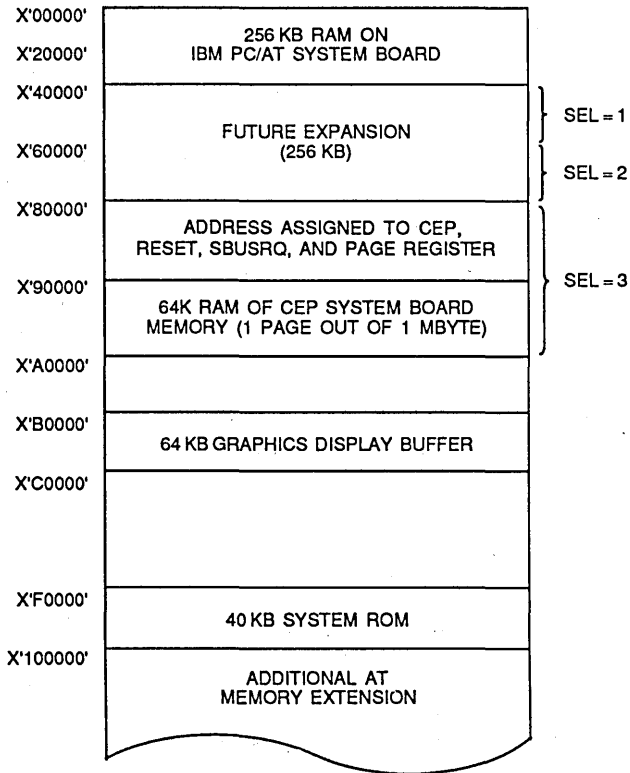 X'00000'
256 KB RAM ON
X'20000'
IBM PC/AT SYSTEM BOARD
X'40000'
SEL = 1
FUTURE EXPANSION
X'60000'
(256 KB)
SEL = 2
X'80000'
ADDRESS ASSIGNED TO CEP,
RESET, SBUSRQ, AND PAGE REGISTER
X'90000'
SEL = 3
64K RAM OF CEP SYSTEM BOARD
MEMORY (1 PAGE OUT OF 1 MBYTE)
X'A0000'
X'B0000'
64 KB GRAPHICS DISPLAY BUFFER
X'C0000'
X'F0000'
40 KB SYSTEM ROM
X'100000'
ADDITIONAL AT
MEMORY EXTENSION